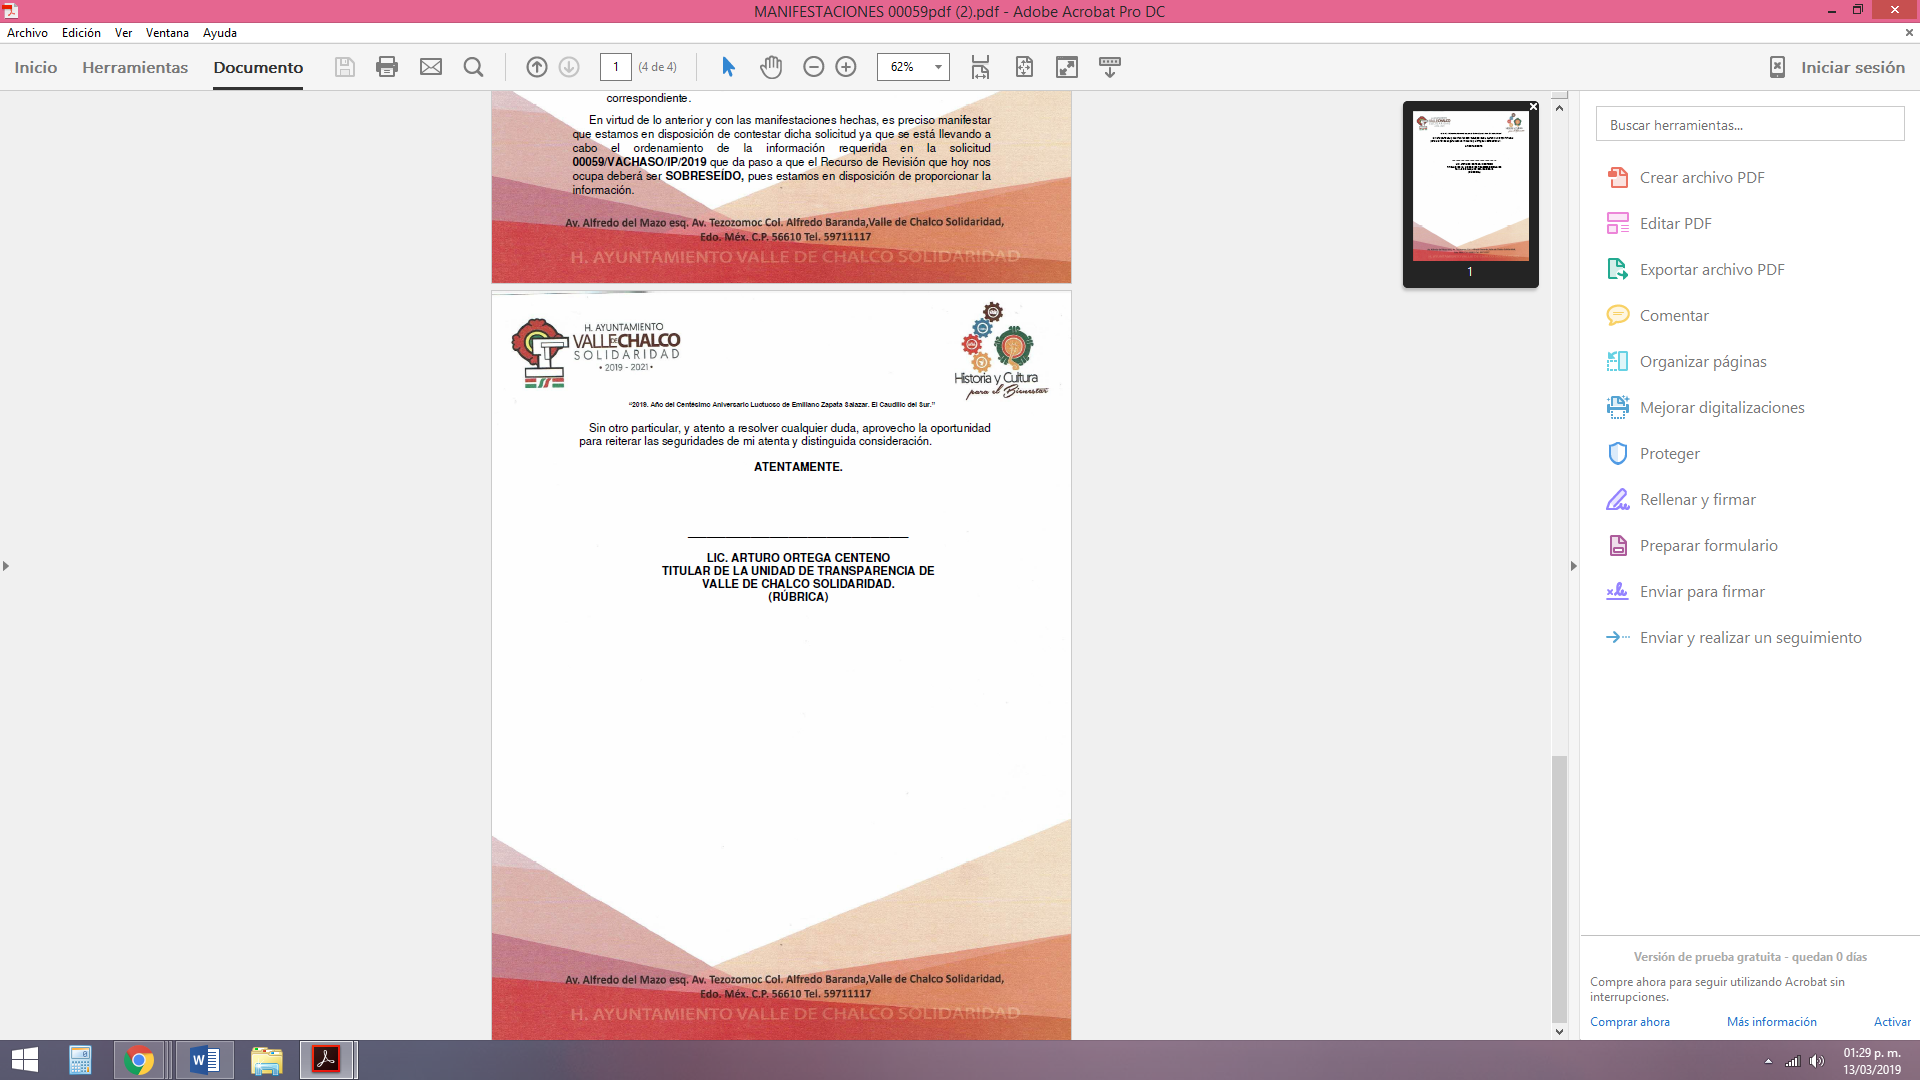 MANIFESTACIONES 00059pdf (2).pdf - Adobe Acrobat Pro DC
Archivo Edición Ver Ventana Ayuda
Inicio Herramientas Documento 1 (4 de 4) 62% Iniciar sesión
correspondiente.
En virtud de lo anterior y con las manifestaciones hechas, es preciso manifestar
que estamos en disposición de contestar dicha solicitud ya que se está llevando a
cabo el ordenamiento de la información requerida en la solicitud
00059/VACHASO/IP/2019 que da paso a que el Recurso de Revisión que hoy nos
ocupa deberá ser SOBRESEÍDO, pues estamos en disposición de proporcionar la
información.
Av. Alfredo del Mazo esq. Av. Tezozomoc Col. Alfredo Baranda,Valle de Chalco Solidaridad,
Edo. Méx. C.P. 56610 Tel. 59711117
H. AYUNTAMIENTO VALLE DE CHALCO SOLIDARIDAD
H. AYUNTAMIENTO
VALLE DE CHALCO
SOLIDARIDAD
• 2019 - 2021 •
Historia y Cultura
para el Bienestar
“2019. Año del Centésimo Aniversario Luctuoso de Emiliano Zapata Salazar. El Caudillo del Sur.”
Sin otro particular, y atento a resolver cualquier duda, aprovecho la oportunidad
para reiterar las seguridades de mi atenta y distinguida consideración.
ATENTAMENTE.
LIC. ARTURO ORTEGA CENTENO
TITULAR DE LA UNIDAD DE TRANSPARENCIA DE
VALLE DE CHALCO SOLIDARIDAD.
(RÚBRICA)
Av. Alfredo del Mazo esq. Av. Tezozomoc Col. Alfredo Baranda,Valle de Chalco Solidaridad,
Edo. Méx. C.P. 56610 Tel. 59711117
H. AYUNTAMIENTO VALLE DE CHALCO SOLIDARIDAD
1
Buscar herramientas...
Crear archivo PDF
Editar PDF
Exportar archivo PDF
Comentar
Organizar páginas
Mejorar digitalizaciones
Proteger
Rellenar y firmar
Preparar formulario
Enviar para firmar
Enviar y realizar un seguimiento
Versión de prueba gratuita - quedan 0 días
Compre ahora para seguir utilizando Acrobat sin
interrupciones.
Comprar ahora Más información Activar
01:29 p. m.
13/03/2019